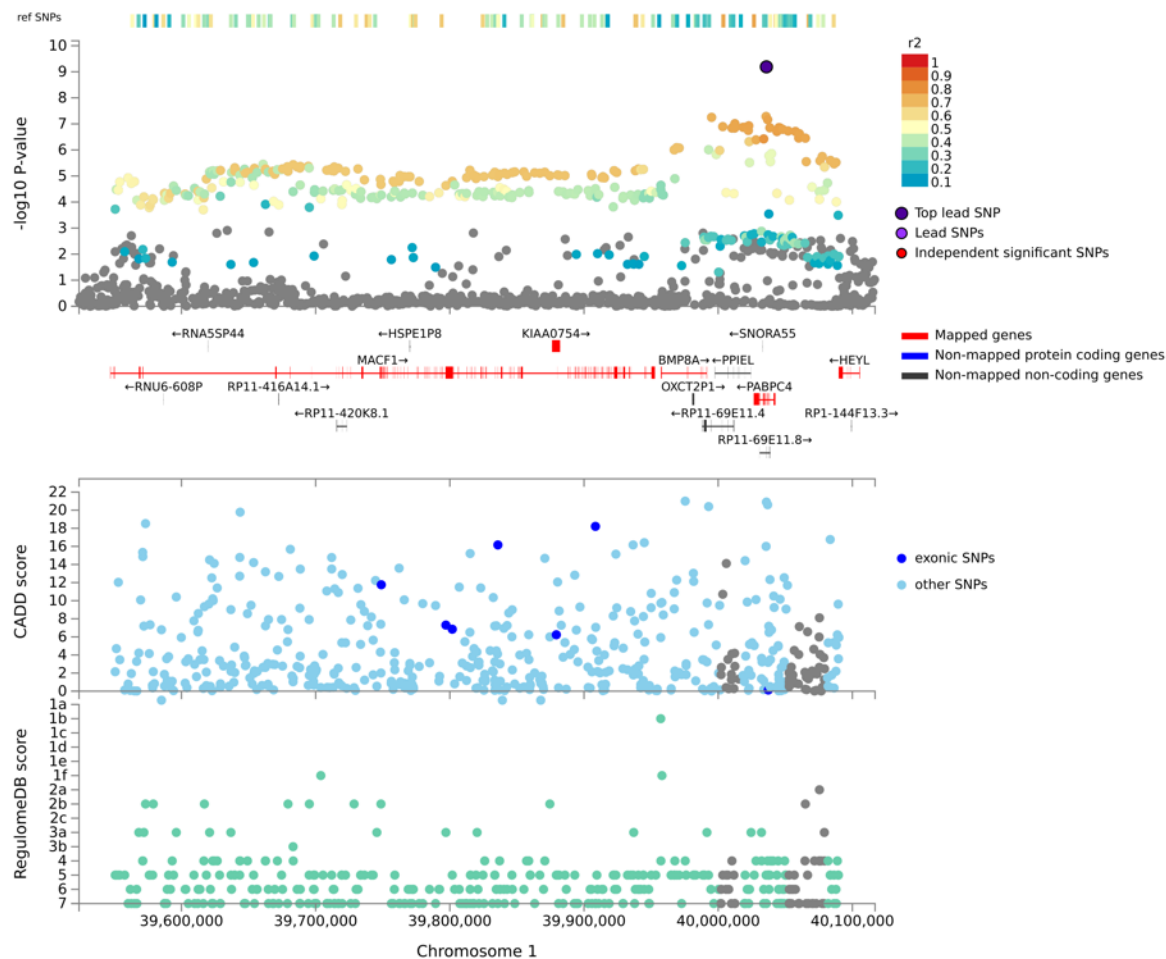 ref SNPs
10
9
8
7
6
5
4
3
2
1
0
-log10 P-value
r2
1
0.9
0.8
0.7
0.6
0.5
0.4
0.3
0.2
0.1
Top lead SNP
Lead SNPs
Independent significant SNPs
←RNA5SP44 ←HSPE1P8 KIAA0754→ ←SNORA55
MACF1→ BMP8A→ ←PPIEL ←HEYL
←RNU6-608P RP11-416A14.1→ OXCT2P1→ ←PABPC4
←RP11-420K8.1 ←RP11-69E11.4 RP1-144F13.3→
RP11-69E11.8→
Mapped genes
Non-mapped protein coding genes
Non-mapped non-coding genes
22
20
18
16
14
12
10
8
6
4
2
0
CADD score
exonic SNPs
other SNPs
1a
1b
1c
1d
1e
1f
2a
2b
2c
3a
3b
4
5
6
7
RegulomeDB score
39,600,000 39,700,000 39,800,000 39,900,000 40,000,000 40,100,000
Chromosome 1